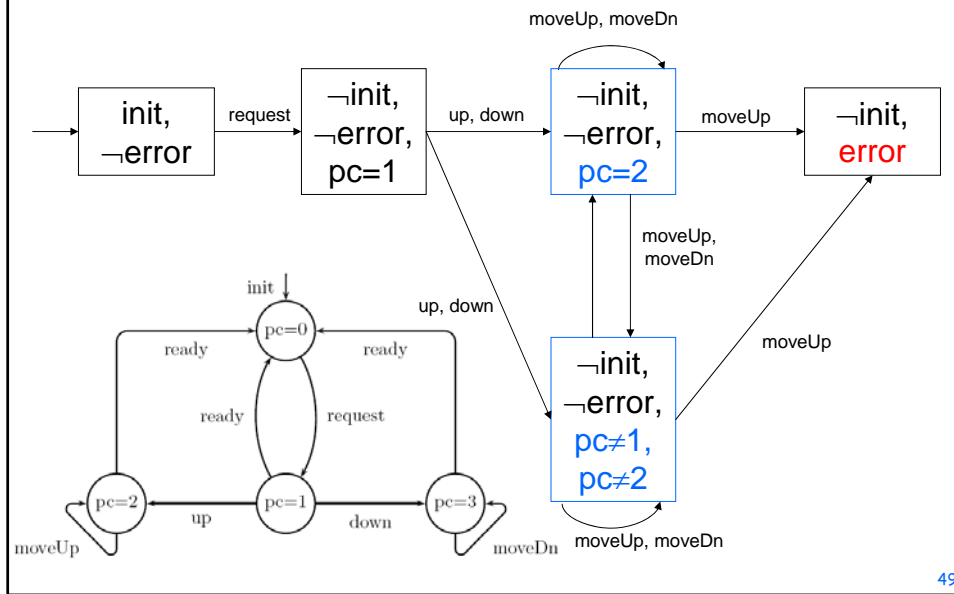 moveUp, moveDn
init,
¬error
request
¬init,
¬error,
pc=1
up, down
¬init,
¬error,
pc=2
moveUp
¬init,
error
moveUp,
moveDn
up, down
moveUp
¬init,
¬error,
pc≠1,
pc≠2
moveUp, moveDn
init
pc=0
ready
ready
ready
request
pc=2
pc=1
pc=3
up
down
moveUp
moveDn
49